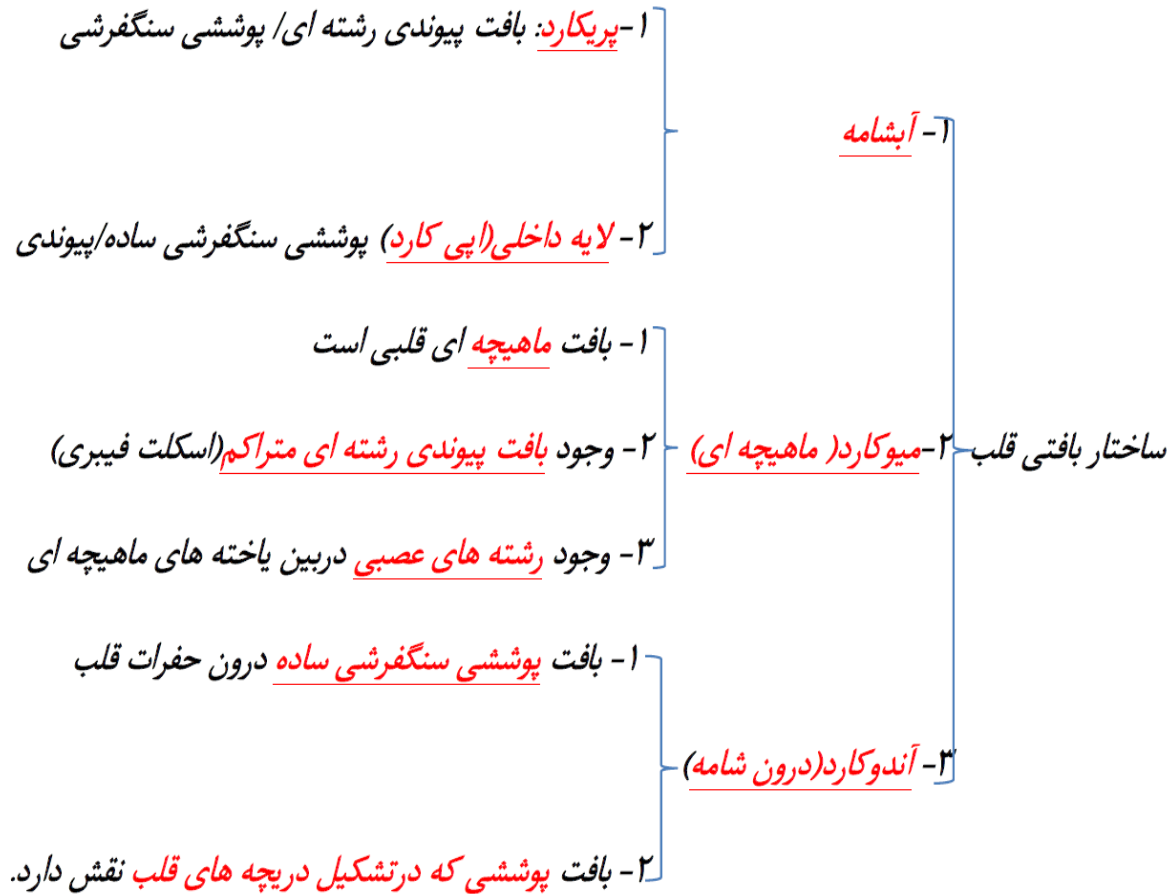 ۱-پریکارد: بافت پیوندی رشته ای/ پوششی سنگفرشی
۱- آبشامه
۲- لایه داخلی(اپی کارد) پوششی سنگفرشی ساده/پیوندی
۱- بافت ماهیچه ای قلبی است
ساختار بافتی قلب
۲-میوکارد( ماهیچه ای)
۲- وجود بافت پیوندی رشته ای متراکم(اسکلت فیبری)
۳- وجود رشته های عصبی دربین یاخته های ماهیچه ای
۱- بافت پوششی سنگفرشی ساده درون حفرات قلب
۳- آندوکارد(درون شامه)
۲- بافت پوششی که درتشکیل دریچه های قلب نقش دارد.